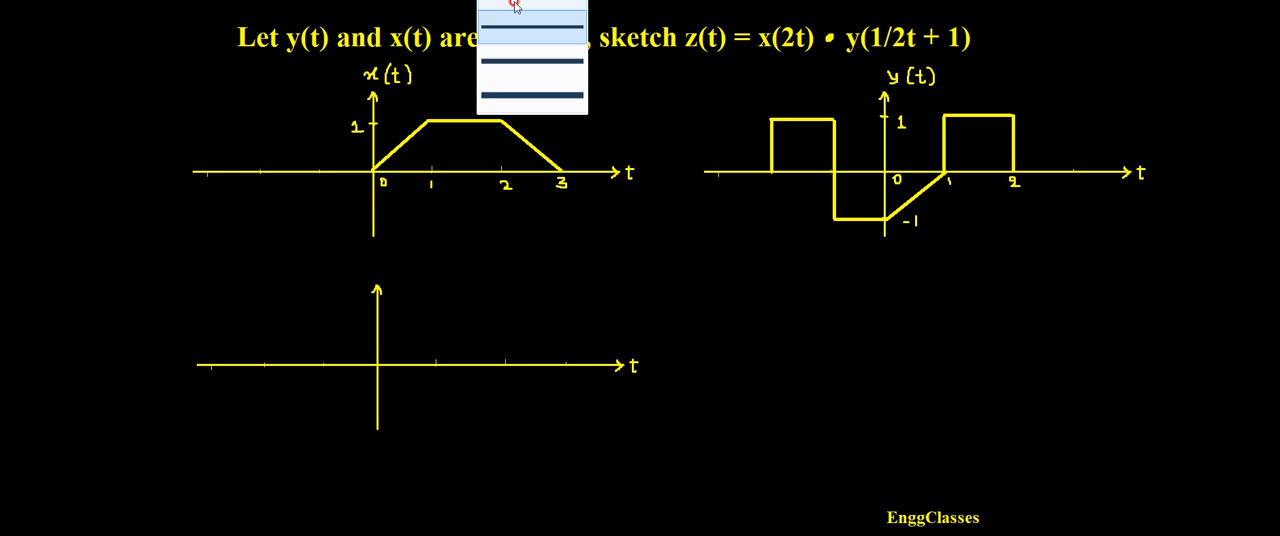 Let y(t) and x(t) are , sketch z(t) = x(2t) • y(1/2t + 1)
x(t)
y(t)
1
1
t
t
0
1
2
3
0
1
2
-1
t
EnggClasses